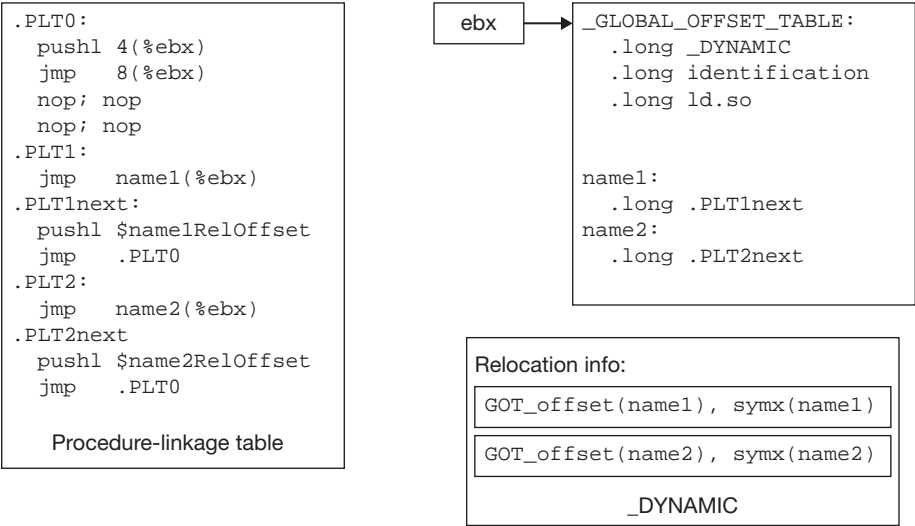 .PLT0:
pushl 4(%ebx)
jmp 8(%ebx)
nop; nop
nop; nop
.PLT1:
jmp name1(%ebx)
.PLT1next:
pushl $name1RelOffset
jmp .PLT0
.PLT2:
jmp name2(%ebx)
.PLT2next
pushl $name2RelOffset
jmp .PLT0
Procedure-linkage table
ebx
_GLOBAL_OFFSET_TABLE:
.long _DYNAMIC
.long identification
.long ld.so
name1:
.long .PLT1next
name2:
.long .PLT2next
Relocation info:
GOT_offset(name1), symx(name1)
GOT_offset(name2), symx(name2)
_DYNAMIC